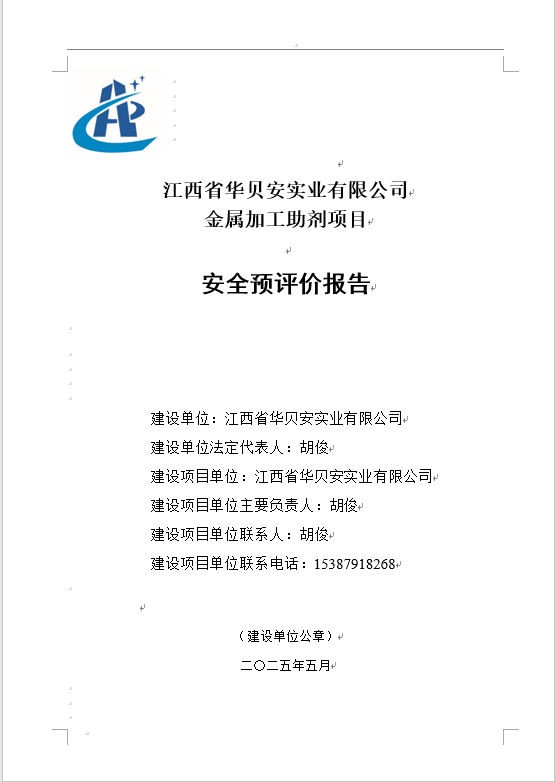 江西省华贝安实业有限公司
金属加工助剂项目
安全预评价报告
建设单位：江西省华贝安实业有限公司
建设单位法定代表人：胡俊
建设项目单位：江西省华贝安实业有限公司
建设项目单位主要负责人：胡俊
建设项目单位联系人：胡俊
建设项目单位联系电话：15387918268
（建设单位公章）
二〇二五年五月